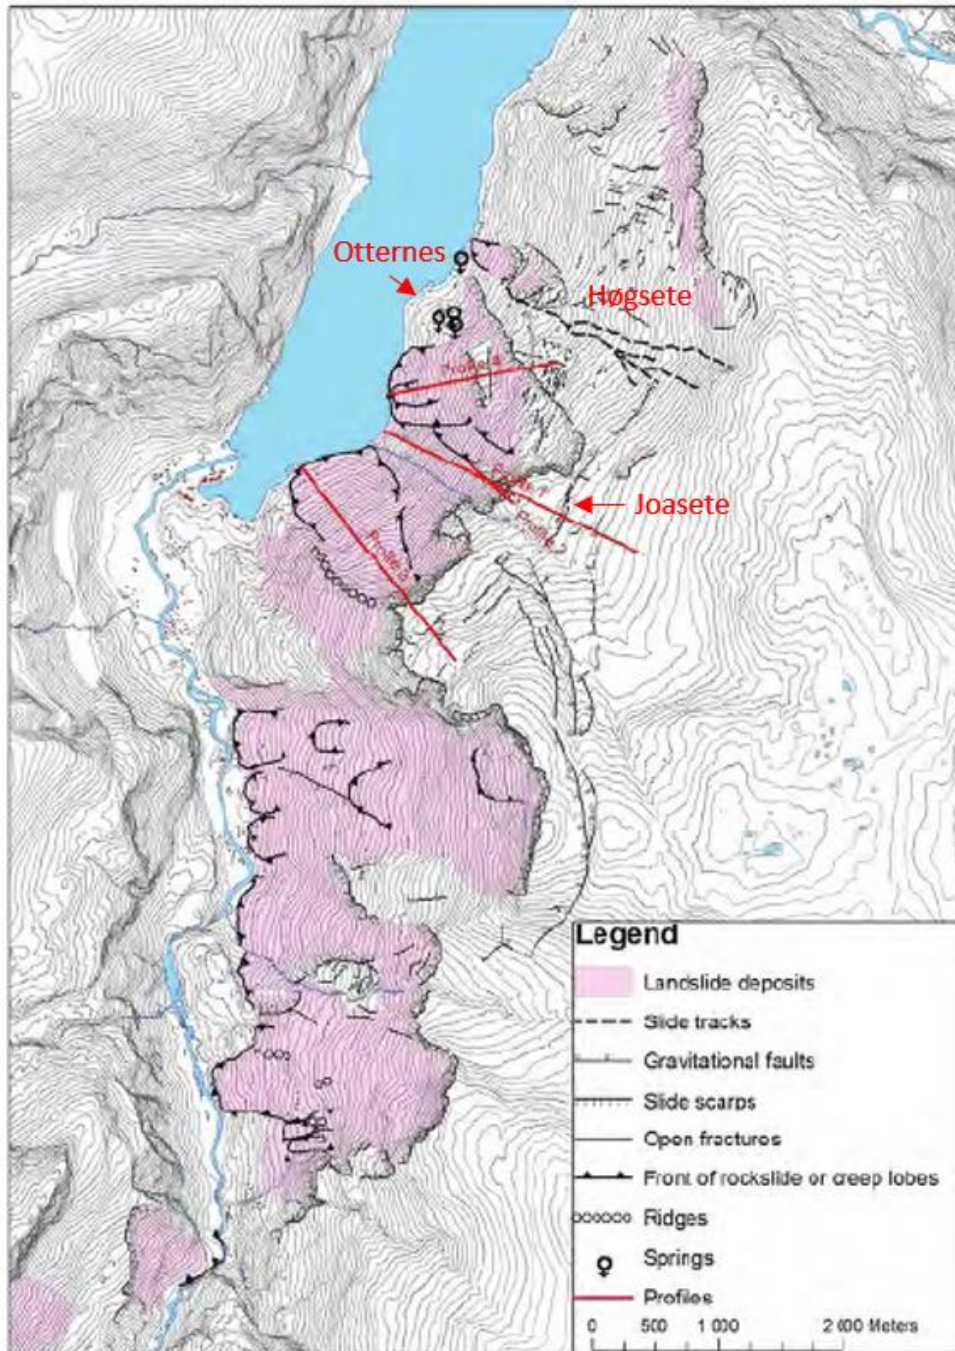 Otternes
Høgsete
Joasete
Legend
Landslide deposits
Slide tracks
Gravitational faults
Slide scarps
Open fractures
Front of rockslide or creep lobes
Ridges
Springs
Profiles
0 500 1 000 2 000 Meters